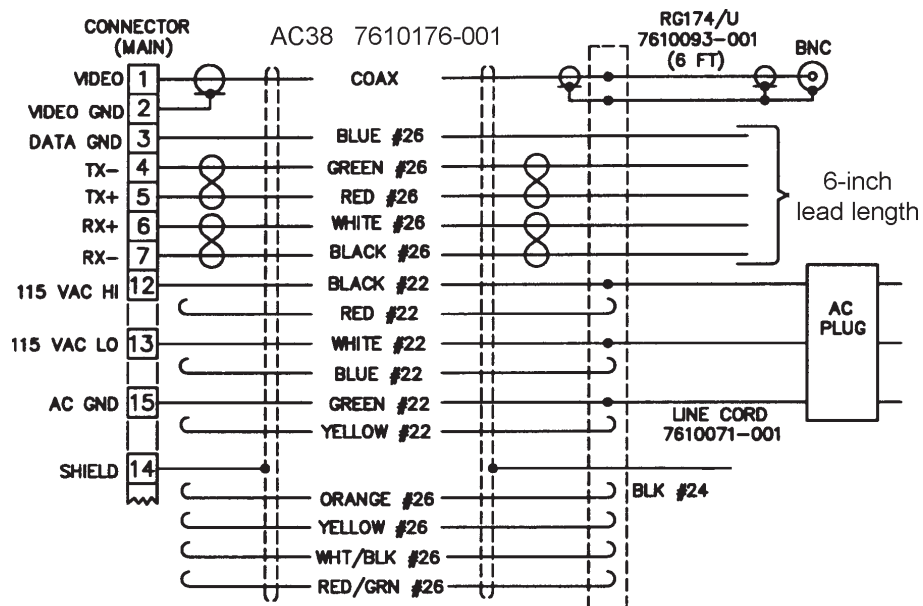 CONNECTOR
(MAIN)
AC38 7610176-001
RG174/U
7610093-001
(6 FT)
BNC
VIDEO 1 COAX
VIDEO GND 2
DATA GND 3 BLUE #26
TX- 4 GREEN #26
TX+ 5 RED #26
RX+ 6 WHITE #26
RX- 7 BLACK #26
6-inch
lead length
115 VAC HI 12 BLACK #22
RED #22
115 VAC LO 13 WHITE #22
BLUE #22
AC GND 15 GREEN #22
YELLOW #22
AC
PLUG
LINE CORD
7610071-001
SHIELD 14
BLK #24
ORANGE #26
YELLOW #26
WHT/BLK #26
RED/GRN #26